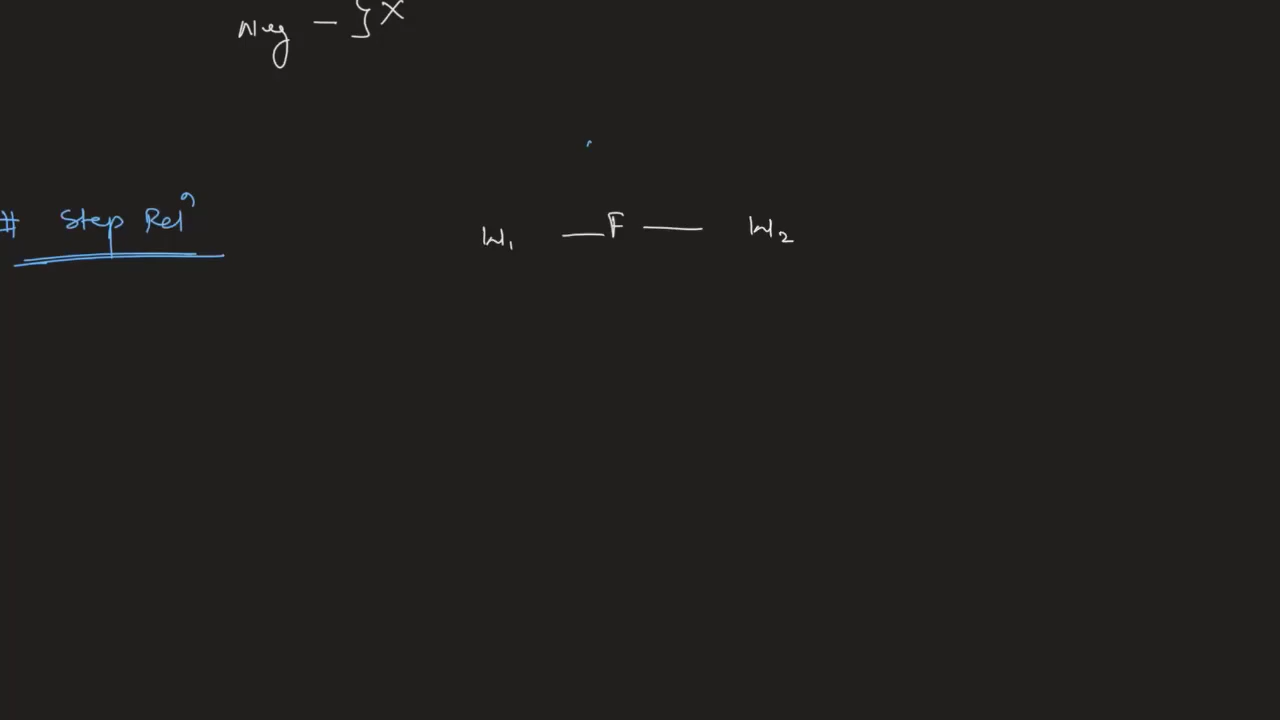 Neg - } X
# Step Relⁿ
W₁ — F — W₂